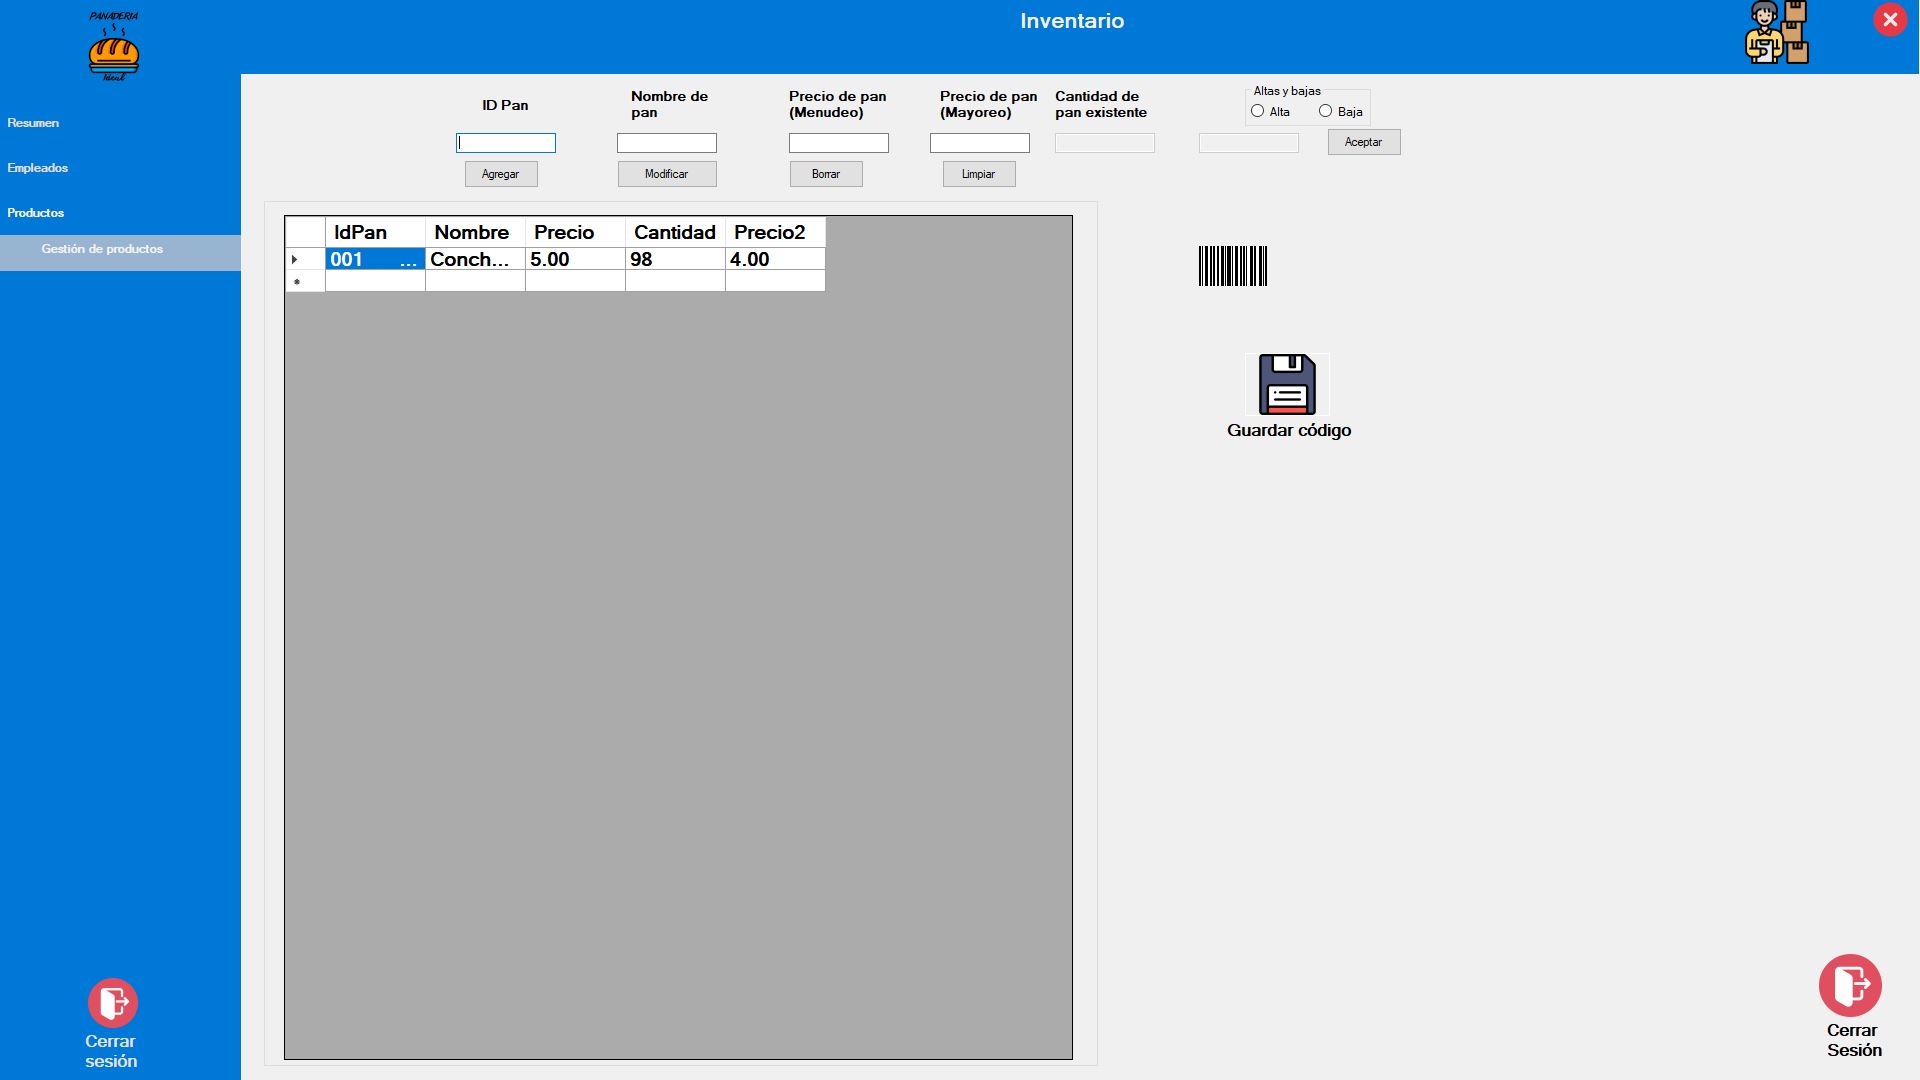 PANADERIA
Ideal
Inventario
Resumen
Empleados
Productos
Gestión de productos
ID Pan
Nombre de
pan
Precio de pan
(Menudeo)
Precio de pan
(Mayoreo)
Cantidad de
pan existente
Altas y bajas
Alta Baja
Aceptar
Agregar Modificar Borrar Limpiar
IdPan Nombre Precio Cantidad Precio2
001 ... Conch... 5.00 98 4.00
Guardar código
Cerrar
sesión
Cerrar
Sesión